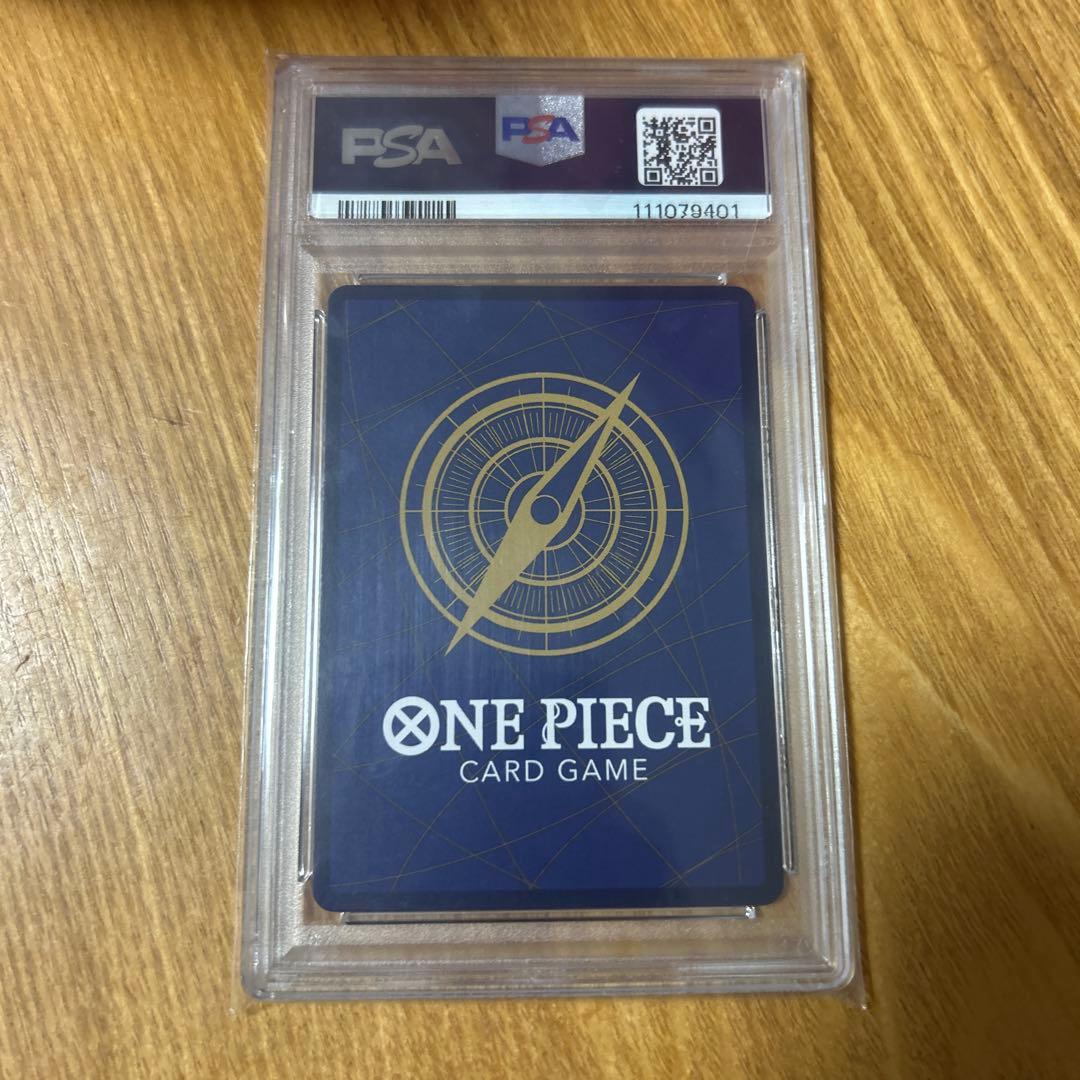 PSA
PSA
111079401
ONE PIECE
CARD GAME